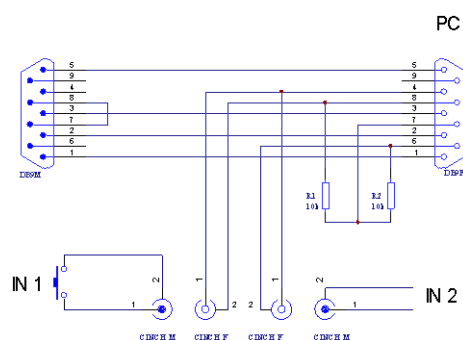 PC
5 5
9 9
4 4
8 8
3 3
7 7
2 2
6 6
1 1
DB9M DB9F
R1 R2
10k 10k
IN 1 IN 2
2 1 1 2
1 2 2 1
CINCH M CINCH F CINCH F CINCH M